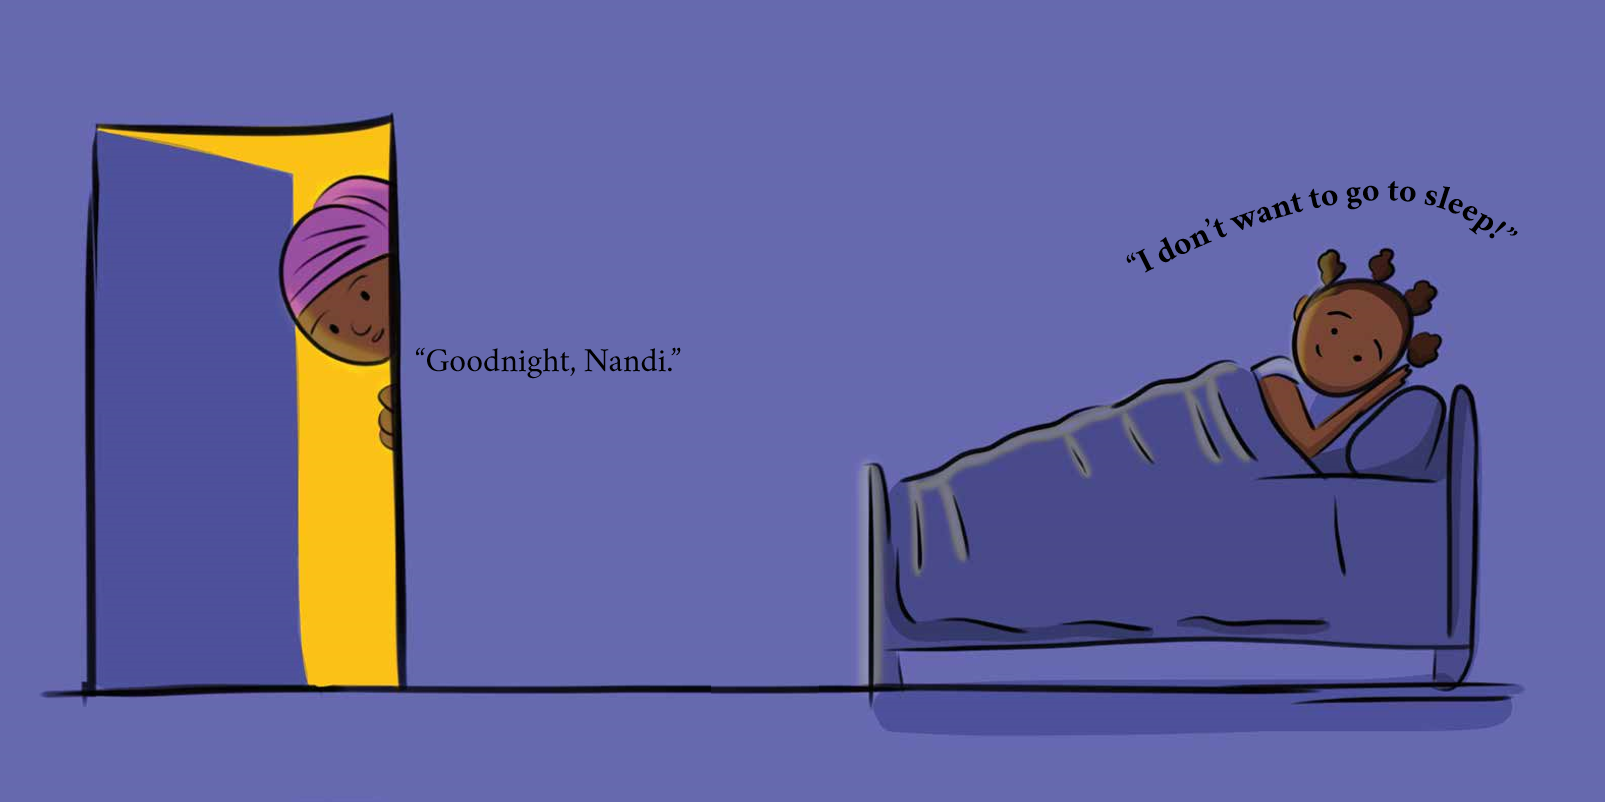 “Goodnight, Nandi.”
“I don’t want to go to sleep!”